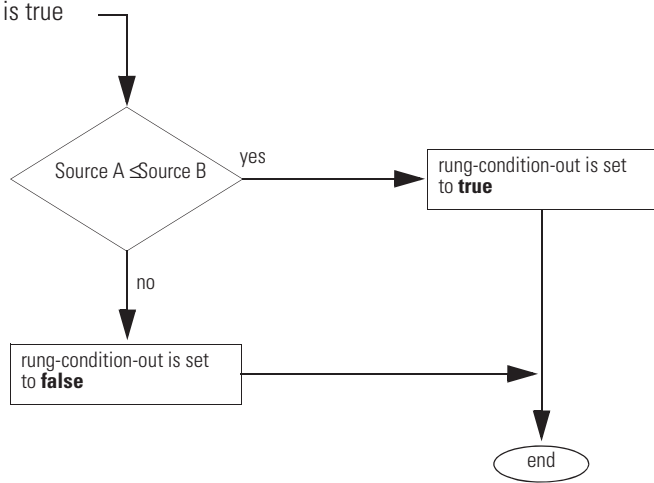 is true
Source A ≤Source B
yes
rung-condition-out is set
to true
no
rung-condition-out is set
to false
end